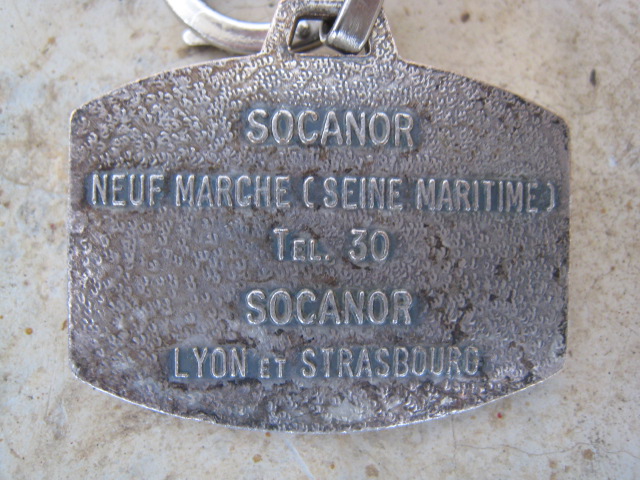 SOCANOR
NEUF MARCHE (SEINE MARITIME)
TEL. 30
SOCANOR
LYON ET STRASBOURG